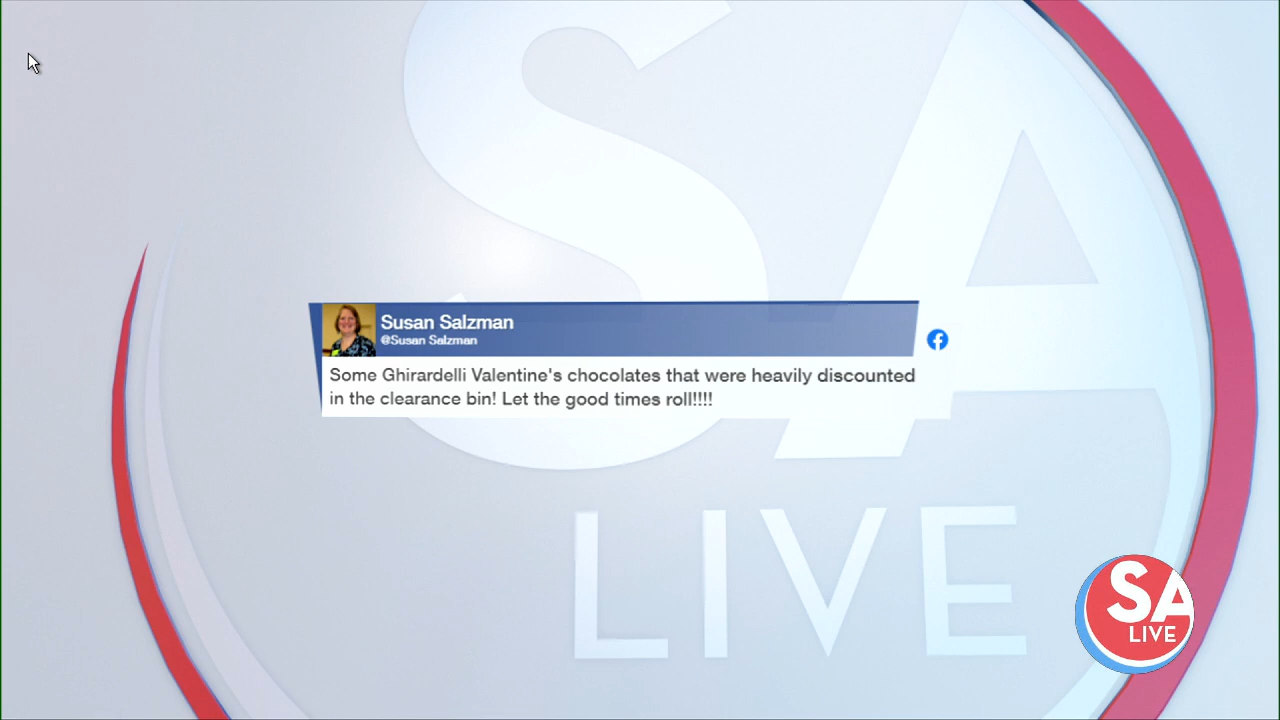 SA
LIVE
Susan Salzman
@Susan Salzman
Some Ghirardelli Valentine's chocolates that were heavily discounted
in the clearance bin! Let the good times roll!!!!
SA
LIVE